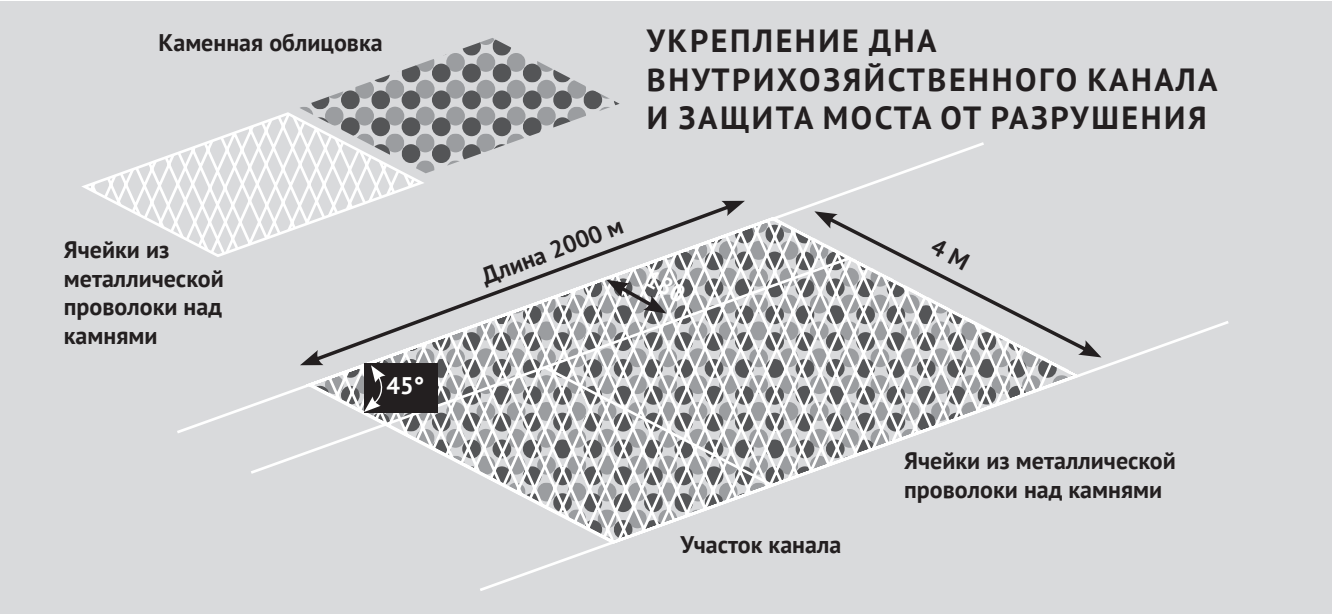 Каменная облицовка
УКРЕПЛЕНИЕ ДНА
ВНУТРИХОЗЯЙСТВЕННОГО КАНАЛА
И ЗАЩИТА МОСТА ОТ РАЗРУШЕНИЯ
Ячейки из
металлической
проволоки над
камнями
Длина 2000 м
4 М
45°
Ячейки из металлической
проволоки над камнями
Участок канала